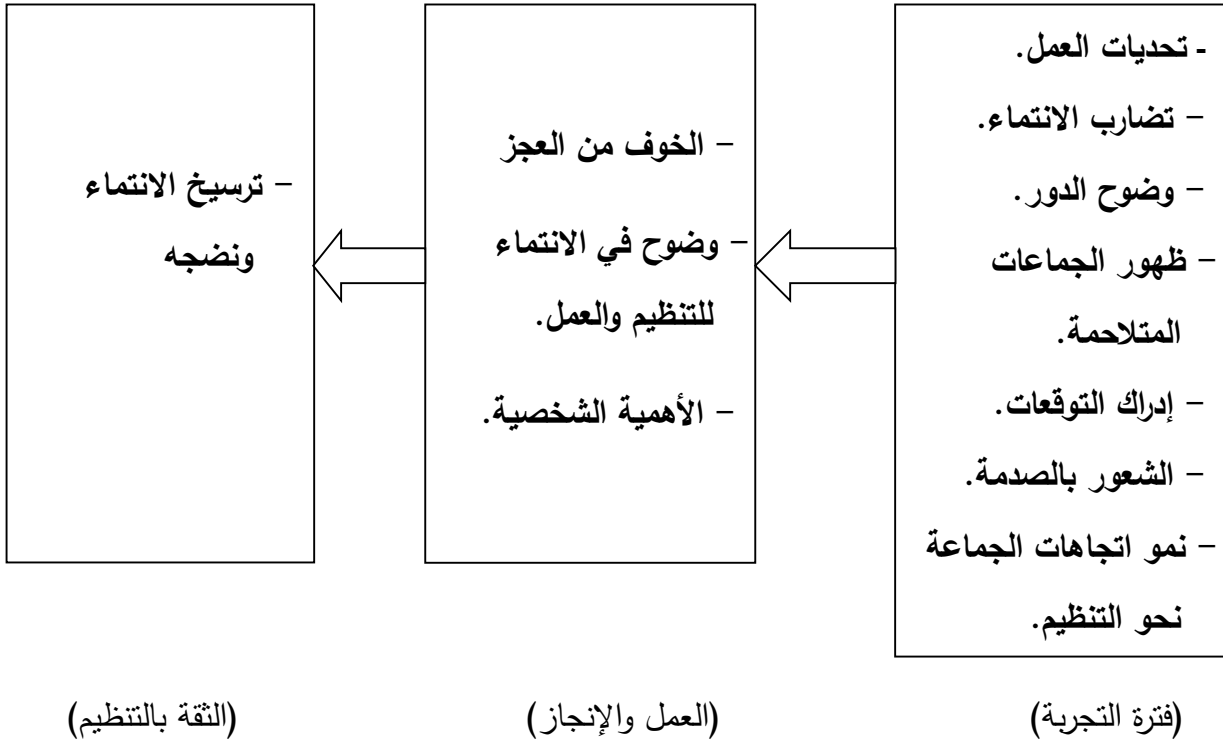 - تحديات العمل.
– تضارب الانتماء.
– وضوح الدور.
– ظهور الجماعات
المتلاحمة.
– إدراك التوقعات.
– الشعور بالصدمة.
– نمو اتجاهات الجماعة
نحو التنظيم.
(فترة التجربة)
– الخوف من العجز
– وضوح في الانتماء
للتنظيم والعمل.
– الأهمية الشخصية.
(العمل والإنجاز)
– ترسيخ الانتماء
ونضجه
(الثقة بالتنظيم)